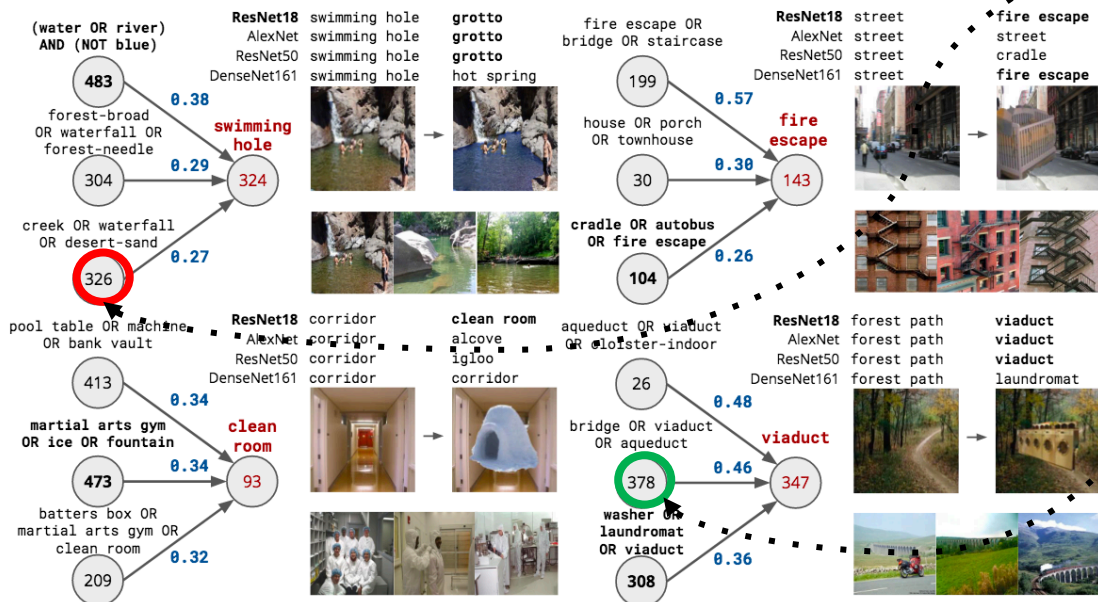 (water OR river)
AND (NOT blue)
483
0.38
forest-broad
OR waterfall OR
forest-needle
304
0.29
creek OR waterfall
OR desert-sand
326
0.27
swimming
hole
324
ResNet18 swimming hole grotto
AlexNet swimming hole grotto
ResNet50 swimming hole grotto
DenseNet161 swimming hole hot spring
fire escape OR
bridge OR staircase
199
0.57
house OR porch
OR townhouse
30
0.30
cradle OR autobus
OR fire escape
104
0.26
fire
escape
143
ResNet18 street fire escape
AlexNet street street
ResNet50 street cradle
DenseNet161 street fire escape
pool table OR machine
OR bank vault
413
0.34
martial arts gym
OR ice OR fountain
473
0.34
batters box OR
martial arts gym OR
clean room
209
0.32
clean
room
93
ResNet18 corridor clean room
AlexNet corridor alcove
ResNet50 corridor igloo
DenseNet161 corridor corridor
aqueduct OR viaduct
OR cloister-indoor
26
0.48
bridge OR viaduct
OR aqueduct
378
0.46
washer OR
laundromat
OR viaduct
308
0.36
viaduct
347
ResNet18 forest path viaduct
AlexNet forest path viaduct
ResNet50 forest path viaduct
DenseNet161 forest path laundromat